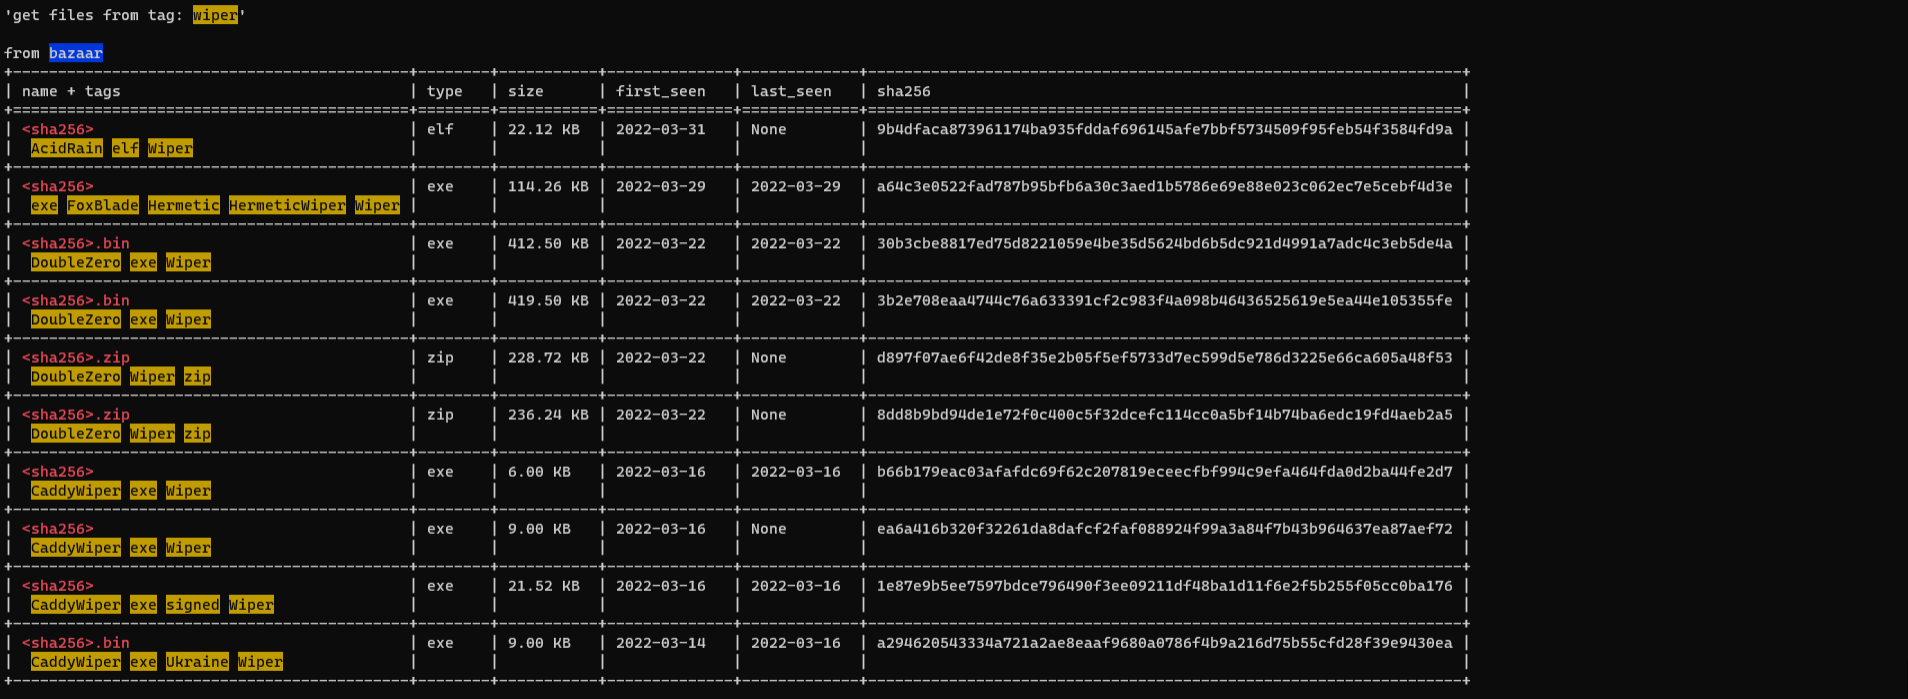 'get files from tag: wiper'
from bazaar
| name + tags | type | size | first_seen | last_seen | sha256 |
| <sha256> | elf | 22.12 KB | 2022-03-31 | None | 9b4dfaca873961174ba935fddaf696145afe7bbf5734509f95feb54f3584fd9a |
| AcidRain elf Wiper | | | | | |
| <sha256> | exe | 114.26 KB | 2022-03-29 | 2022-03-29 | a64c3e0522fad787b95bfb6a30c3aed1b5786e69e88e023c062ec7e5cebf4d3e |
| exe FoxBlade Hermetic HermeticWiper Wiper | | | | | |
| <sha256>.bin | exe | 412.50 KB | 2022-03-22 | 2022-03-22 | 30b3cbe8817ed75d8221059e4be35d5624bd6b5dc921d4991a7adc4c3eb5de4a |
| DoubleZero exe Wiper | | | | | |
| <sha256>.bin | exe | 419.50 KB | 2022-03-22 | 2022-03-22 | 3b2e708eaa4744c76a633391cf2c983f4a098b46436525619e5ea44e105355fe |
| DoubleZero exe Wiper | | | | | |
| <sha256>.zip | zip | 228.72 KB | 2022-03-22 | None | d897f07ae6f42de8f35e2b05f5ef5733d7ec599d5e786d3225e66ca605a48f53 |
| DoubleZero Wiper zip | | | | | |
| <sha256>.zip | zip | 236.24 KB | 2022-03-22 | None | 8dd8b9bd94de1e72f0c400c5f32dcefc114cc0a5bf14b74ba6edc19fd4aeb2a5 |
| DoubleZero Wiper zip | | | | | |
| <sha256> | exe | 6.00 KB | 2022-03-16 | 2022-03-16 | b66b179eac03afafdc69f62c207819eceecfbf994c9efa464fda0d2ba44fe2d7 |
| CaddyWiper exe Wiper | | | | | |
| <sha256> | exe | 9.00 KB | 2022-03-16 | None | ea6a416b320f32261da8dafcf2faf088924f99a3a84f7b43b964637ea87aef72 |
| CaddyWiper exe Wiper | | | | | |
| <sha256> | exe | 21.52 KB | 2022-03-16 | 2022-03-16 | 1e87e9b5ee7597bdce796490f3ee09211df48ba1d11f6e2f5b255f05cc0ba176 |
| CaddyWiper exe signed Wiper | | | | | |
| <sha256>.bin | exe | 9.00 KB | 2022-03-14 | 2022-03-16 | a294620543334a721a2ae8eaaf9680a0786f4b9a216d75b55cfd28f39e9430ea |
| CaddyWiper exe Ukraine Wiper | | | | | |